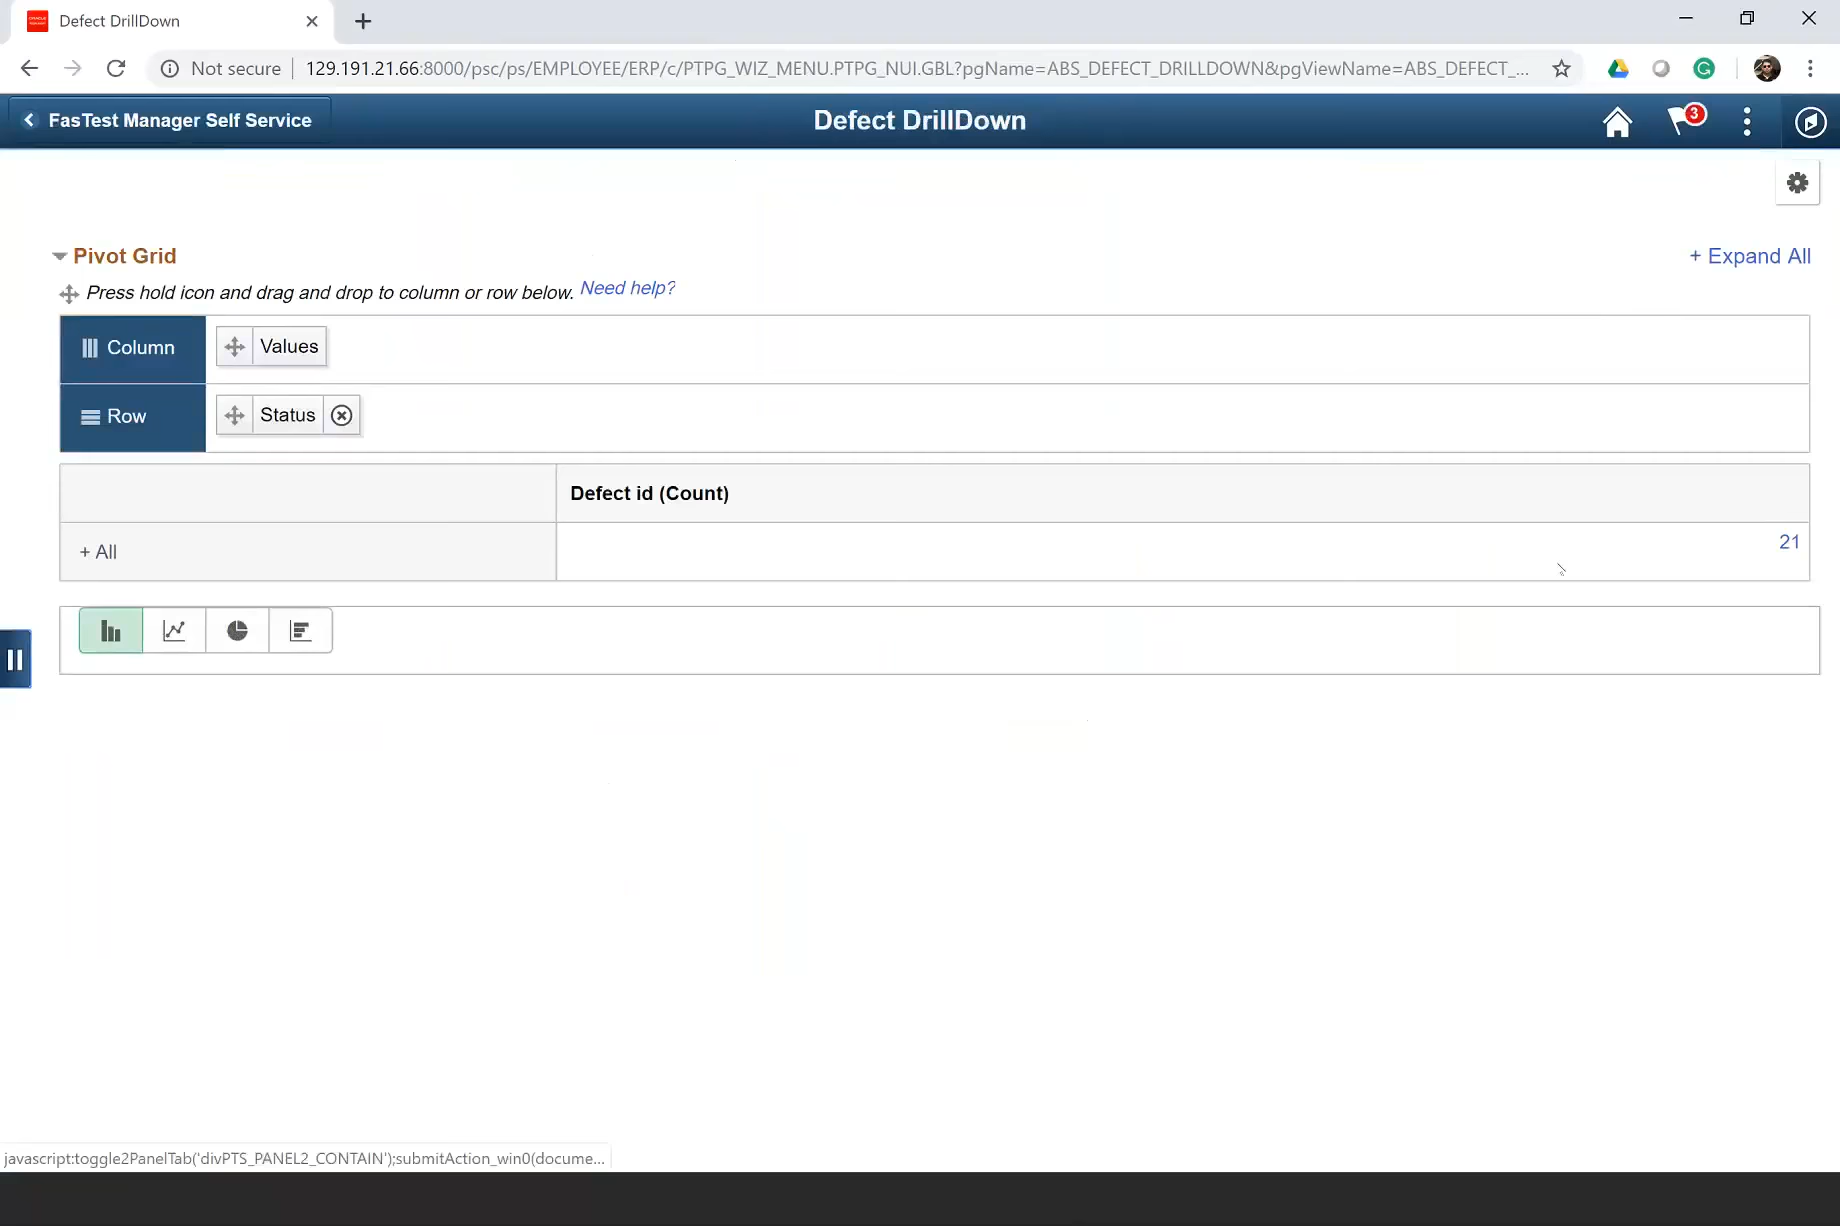 Defect DrillDown
Not secure
129.191.21.66:8000/psc/ps/EMPLOYEE/ERP/c/PTPG_WIZ_MENU.PTPG_NUI.GBL?pgName=ABS_DEFECT_DRILLDOWN&pgViewName=ABS_DEFECT_...
FasTest Manager Self Service
Defect DrillDown
3
Pivot Grid
+ Expand All
Press hold icon and drag and drop to column or row below. Need help?
Column
Values
Row
Status
Defect id (Count)
+ All
21
javascript:toggle2PanelTab('divPTS_PANEL2_CONTAIN');submitAction_win0(docume...